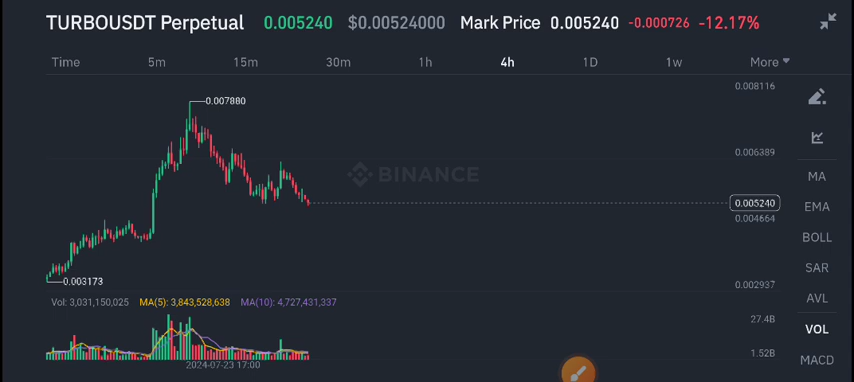 TURBOUSDT Perpetual 0.005240 $0.00524000 Mark Price 0.005240 -0.000726 -12.17%
Time 5m 15m 30m 1h 4h 1D 1w More
0.008116
0.007880
0.006389
BINANCE
MA
0.005240
EMA
0.004664
BOLL
SAR
0.003173
0.002937
AVL
Vol: 3,031,150,025 MA(5): 3,843,528,638 MA(10): 4,727,431,337
27.4B
VOL
1.52B
MACD
2024-07-23 17:00